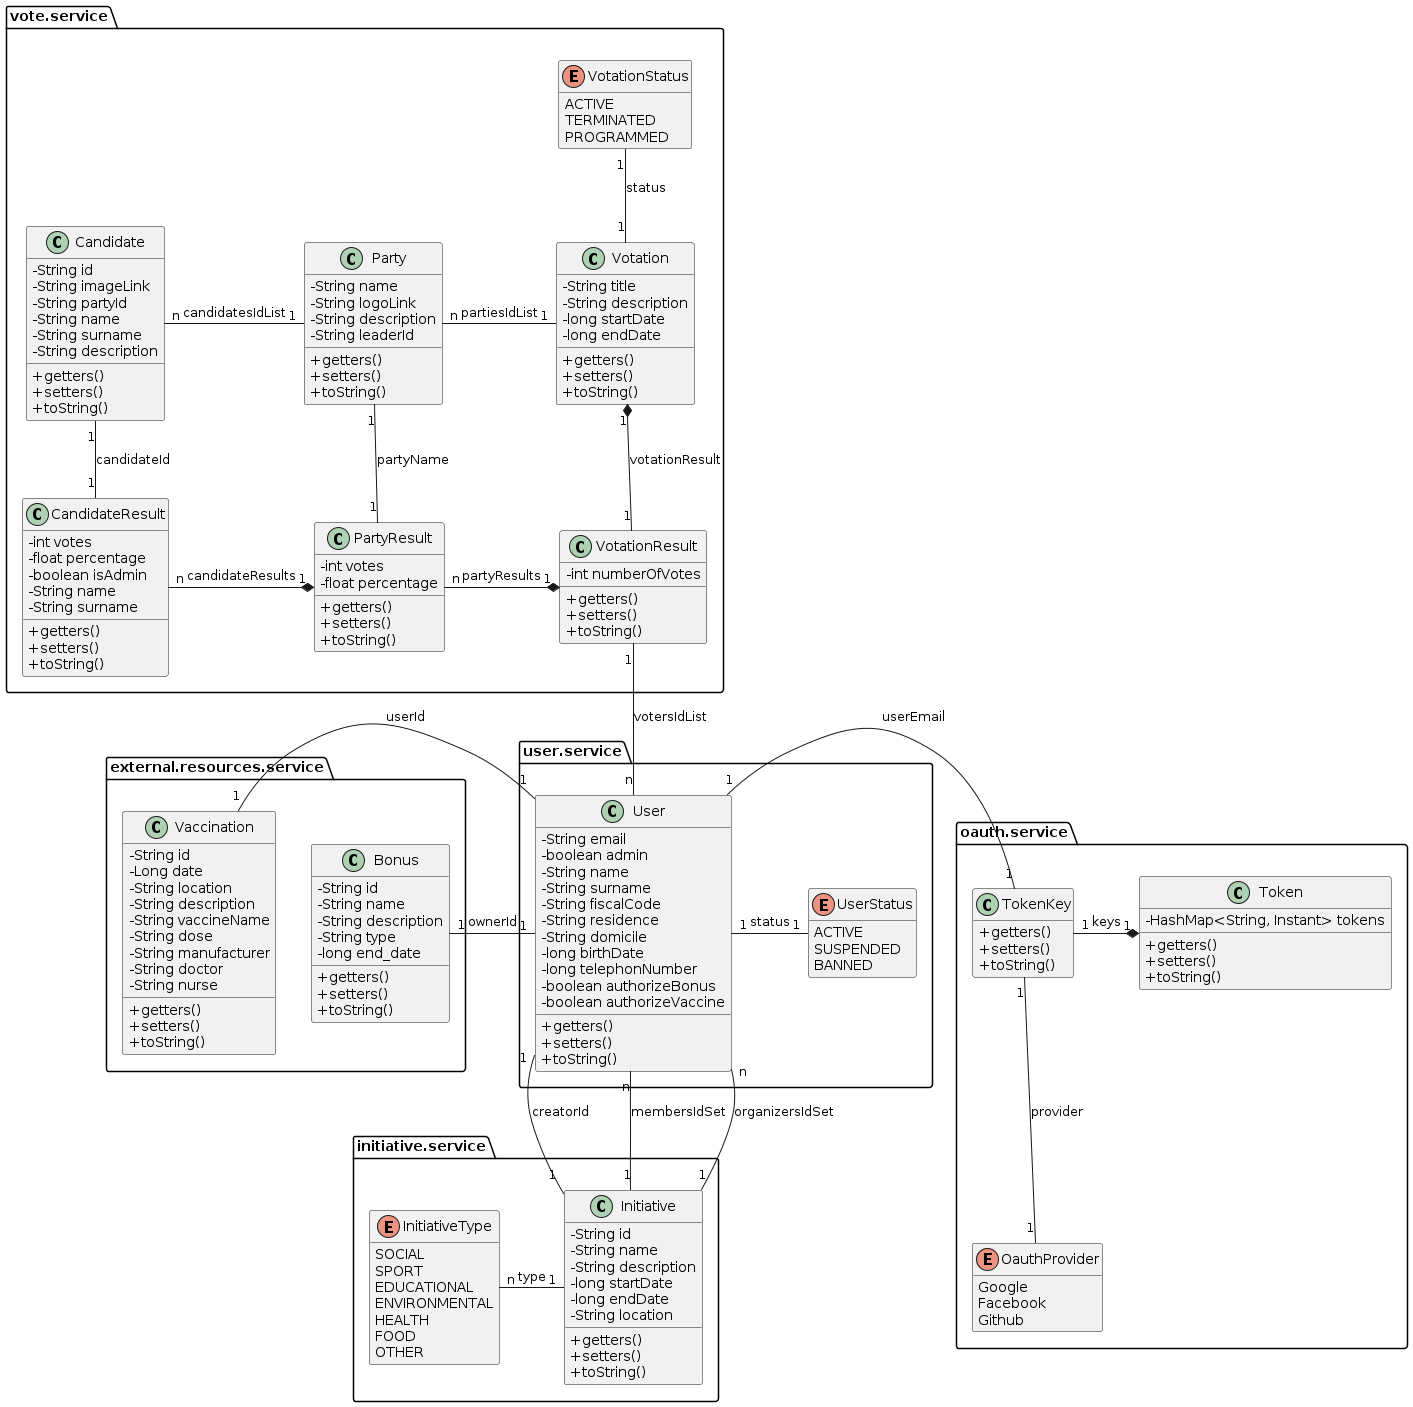 vote.service
E VotationStatus
ACTIVE
TERMINATED
PROGRAMMED
1
status
1
C Candidate
-String id
-String imageLink
-String partyId
-String name
-String surname
-String description
+getters()
+setters()
+toString()
n candidatesIdList 1
C Party
-String name
-String logoLink
-String description
-String leaderId
+getters()
+setters()
+toString()
n partiesIdList 1
C Votation
-String title
-String description
-long startDate
-long endDate
+getters()
+setters()
+toString()
1
candidateId
1
1
partyName
1
1
votationResult
1
C CandidateResult
-int votes
-float percentage
-boolean isAdmin
-String name
-String surname
+getters()
+setters()
+toString()
n candidateResults 1
C PartyResult
-int votes
-float percentage
+getters()
+setters()
+toString()
n partyResults 1
C VotationResult
-int numberOfVotes
+getters()
+setters()
+toString()
1
votersIdList
n
userId
1
1
userEmail
1
1
external.resources.service
C Vaccination
-String id
-Long date
-String location
-String description
-String vaccineName
-String dose
-String manufacturer
-String doctor
-String nurse
+getters()
+setters()
+toString()
C Bonus
-String id
-String name
-String description
-String type
-long end_date
+getters()
+setters()
+toString()
1 ownerId 1
user.service
C User
-String email
-boolean admin
-String name
-String surname
-String fiscalCode
-String residence
-String domicile
-long birthDate
-long telephonNumber
-boolean authorizeBonus
-boolean authorizeVaccine
+getters()
+setters()
+toString()
1 status 1
E UserStatus
ACTIVE
SUSPENDED
BANNED
oauth.service
C TokenKey
+getters()
+setters()
+toString()
1 keys 1
C Token
-HashMap<String, Instant> tokens
+getters()
+setters()
+toString()
1
provider
1
E OauthProvider
Google
Facebook
Github
1
creatorId
1
n
membersIdSet
1
n
organizersIdSet
1
initiative.service
E InitiativeType
SOCIAL
SPORT
EDUCATIONAL
ENVIRONMENTAL
HEALTH
FOOD
OTHER
n type 1
C Initiative
-String id
-String name
-String description
-long startDate
-long endDate
-String location
+getters()
+setters()
+toString()